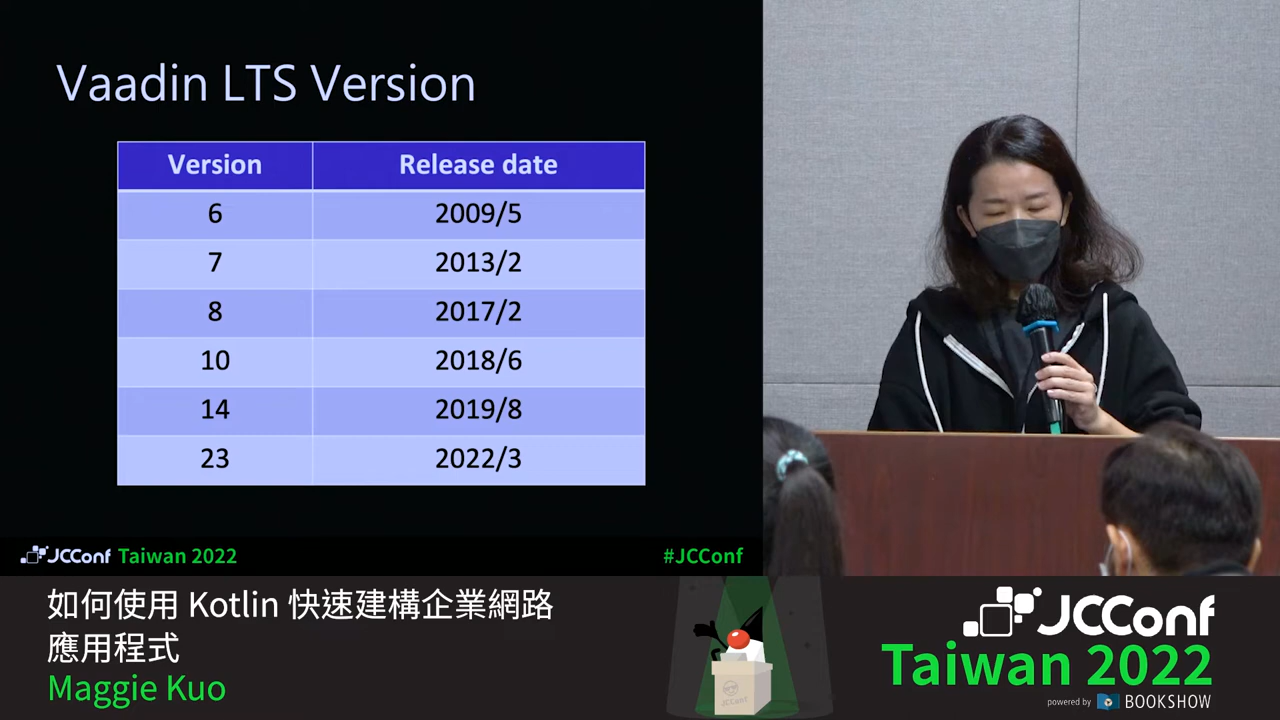 Vaadin LTS Version
Version Release date
6 2009/5
7 2013/2
8 2017/2
10 2018/6
14 2019/8
23 2022/3
JCConf Taiwan 2022 #JCConf
如何使用 Kotlin 快速建構企業網路
應用程式
Maggie Kuo
JCConf
JCConf
Taiwan 2022
powered by BOOKSHOW